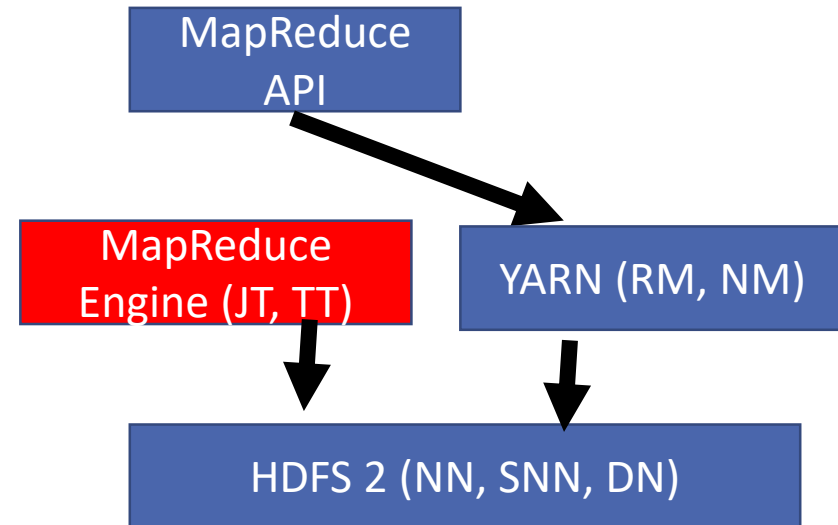 MapReduce
API
MapReduce
Engine (JT, TT)
YARN (RM, NM)
HDFS 2 (NN, SNN, DN)